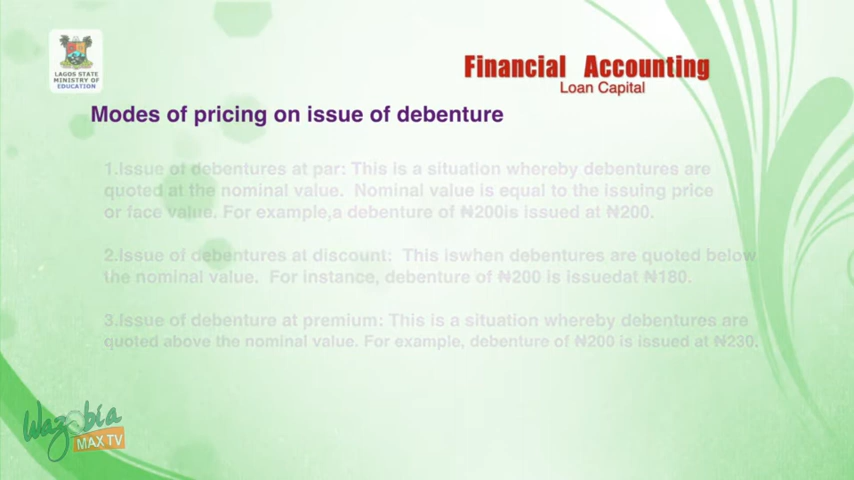 LAGOS STATE
MINISTRY OF
EDUCATION
Financial Accounting
Loan Capital
Modes of pricing on issue of debenture
1.Issue of debentures at par: This is a situation whereby debentures are
quoted at the nominal value. Nominal value is equal to the issuing price
or face value. For example,a debenture of ₦200is issued at ₦200.
2.Issue of debentures at discount: This iswhen debentures are quoted below
the nominal value. For instance, debenture of ₦200 is issuedat ₦180.
3.Issue of debenture at premium: This is a situation whereby debentures are
quoted above the nominal value. For example, debenture of ₦200 is issued at ₦230.
Wazobia
MAX TV